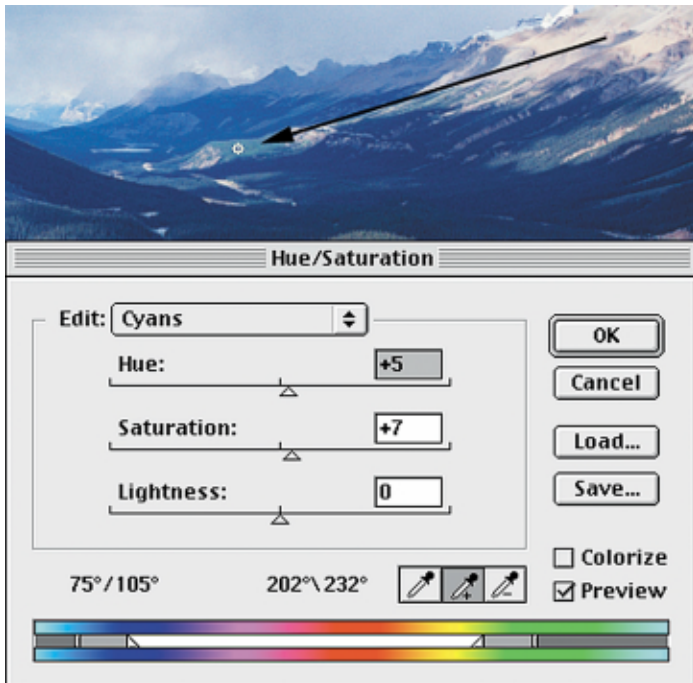 Hue/Saturation
Edit: Cyans
Hue: +5
Saturation: +7
Lightness: 0
OK
Cancel
Load...
Save...
Colorize
Preview
75°/105° 202°\232°